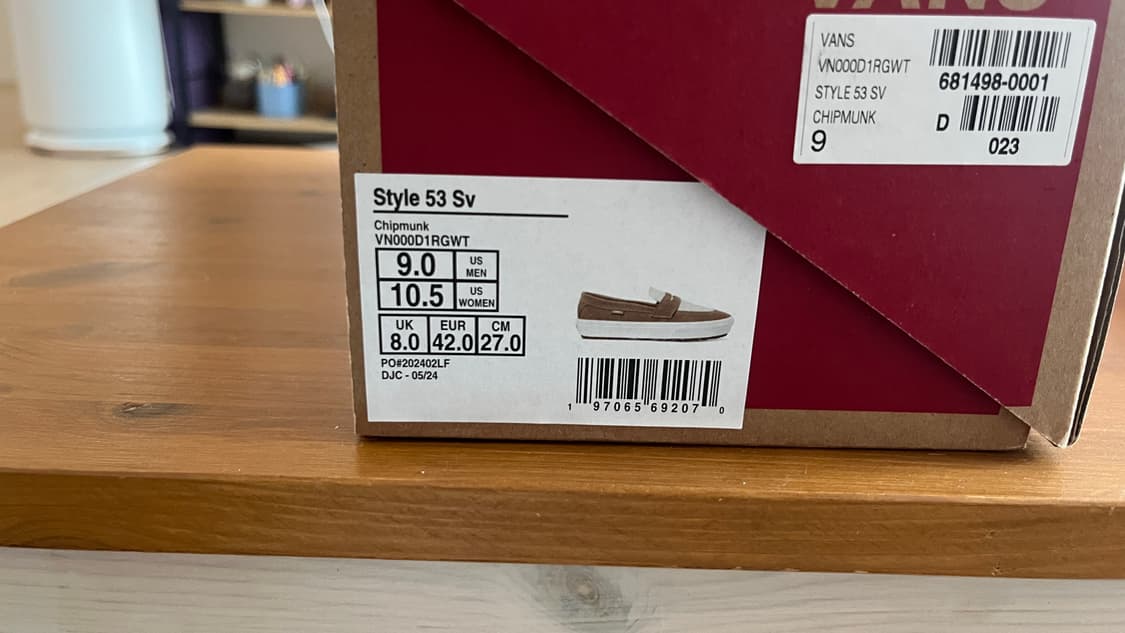 VANS
VANS
VN000D1RGWT
STYLE 53 SV
CHIPMUNK
9
681498-0001
D
023
Style 53 Sv
Chipmunk
VN000D1RGWT
9.0 US MEN
10.5 US WOMEN
UK EUR CM
8.0 42.0 27.0
PO#202402LF
DJC - 05/24
1 97065 69207 0